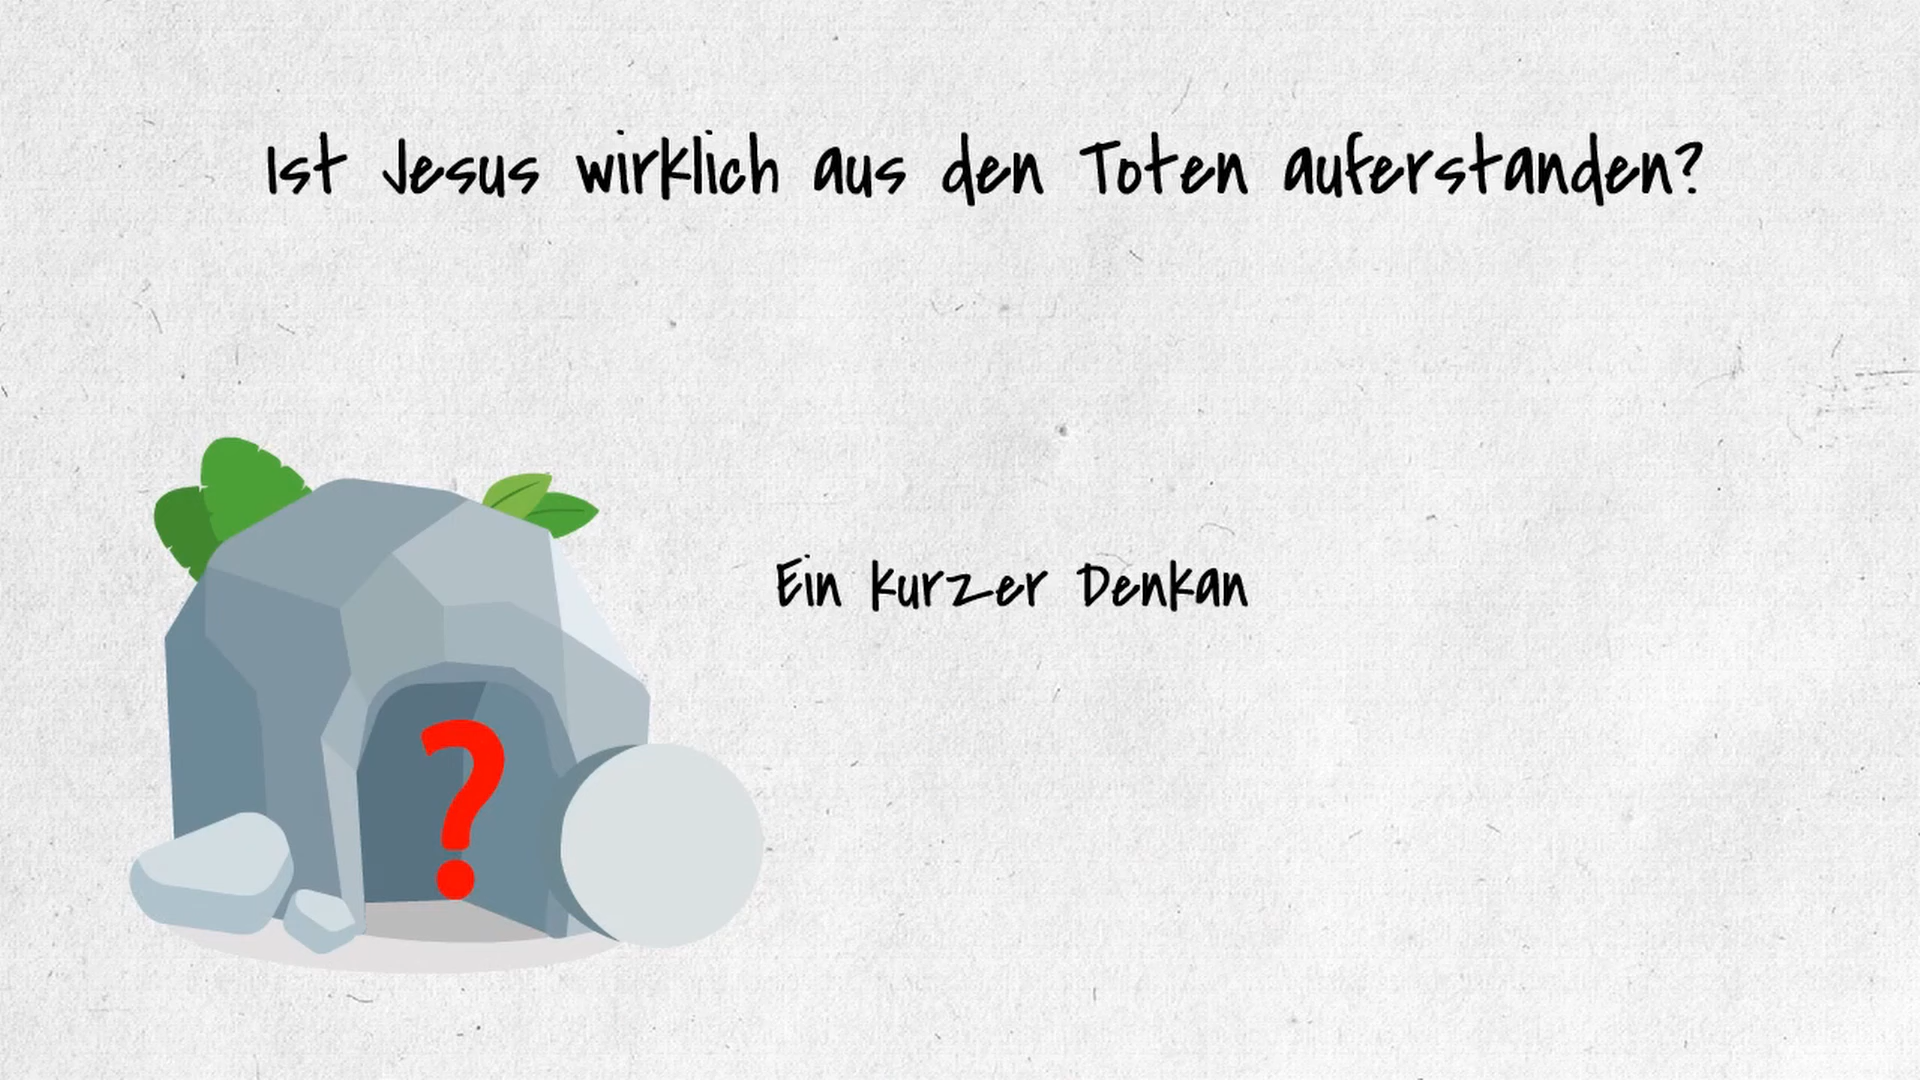 Ist Jesus wirklich aus den Toten auferstanden?
Ein kurzer Denkan
?